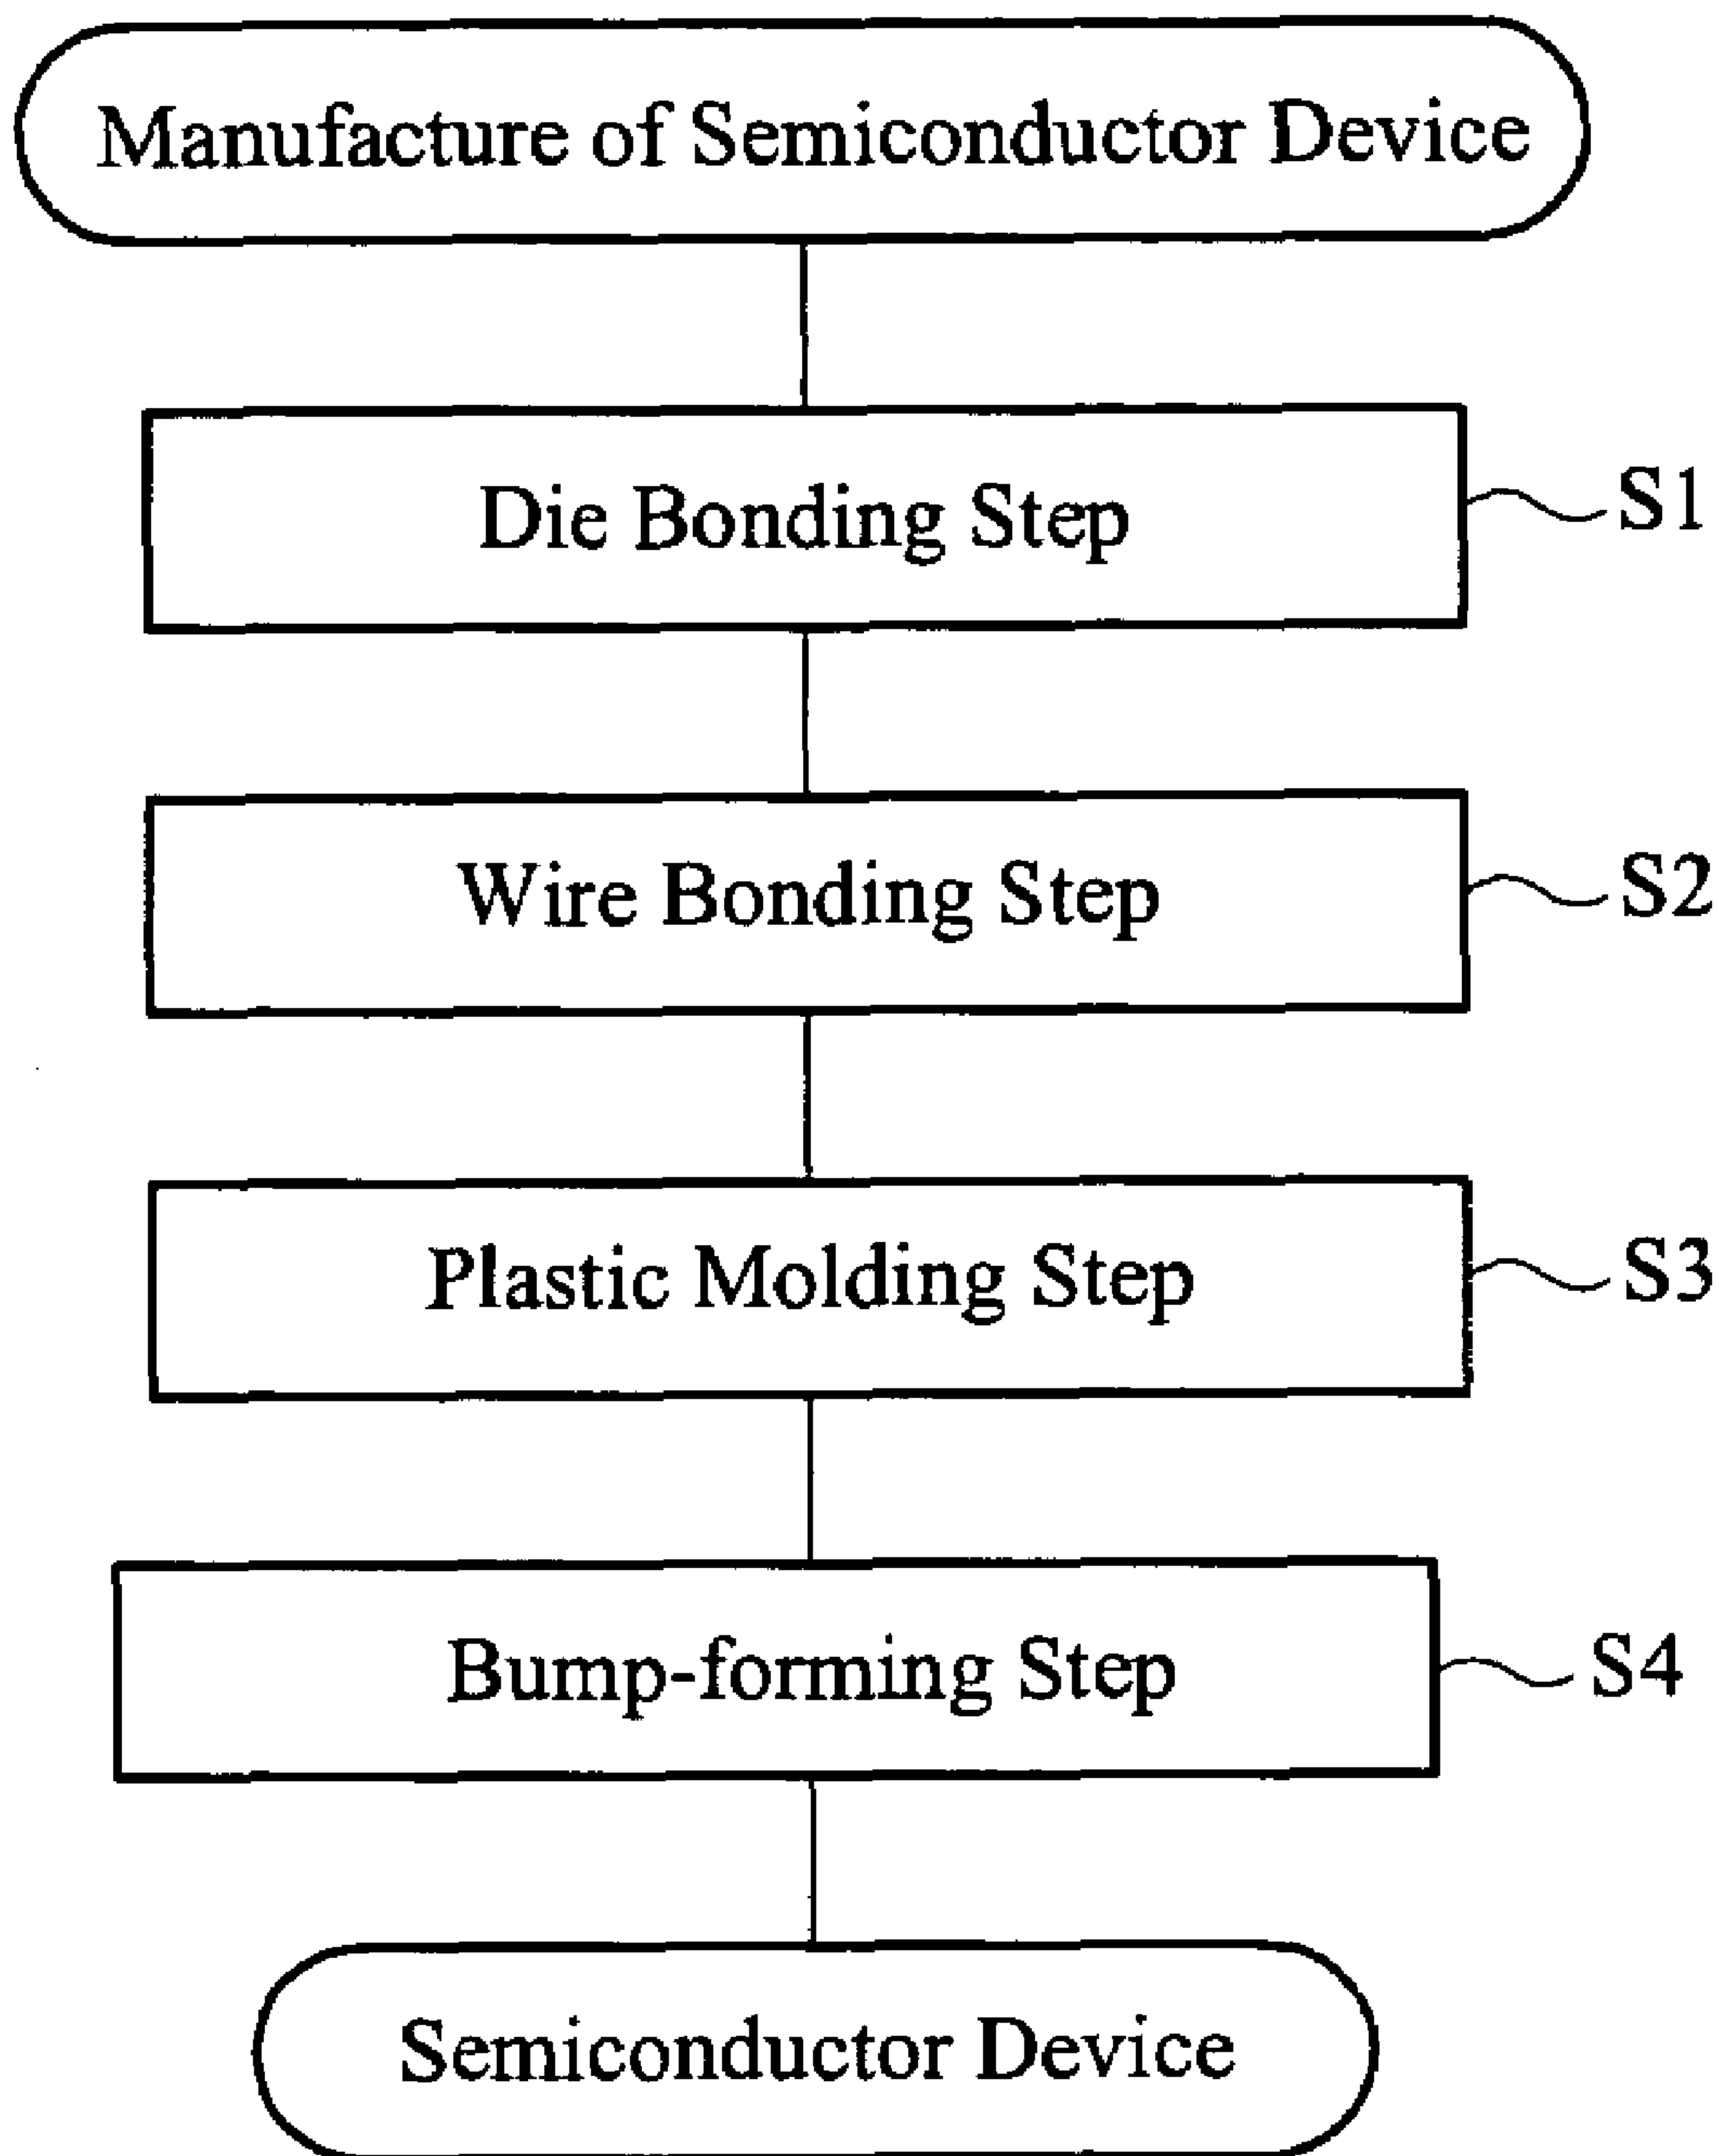 Manufacture of Semiconductor Device
Die Bonding Step
S1
Wire Bonding Step
S2
Plastic Molding Step
S3
Bump-forming Step
S4
Semiconductor Device